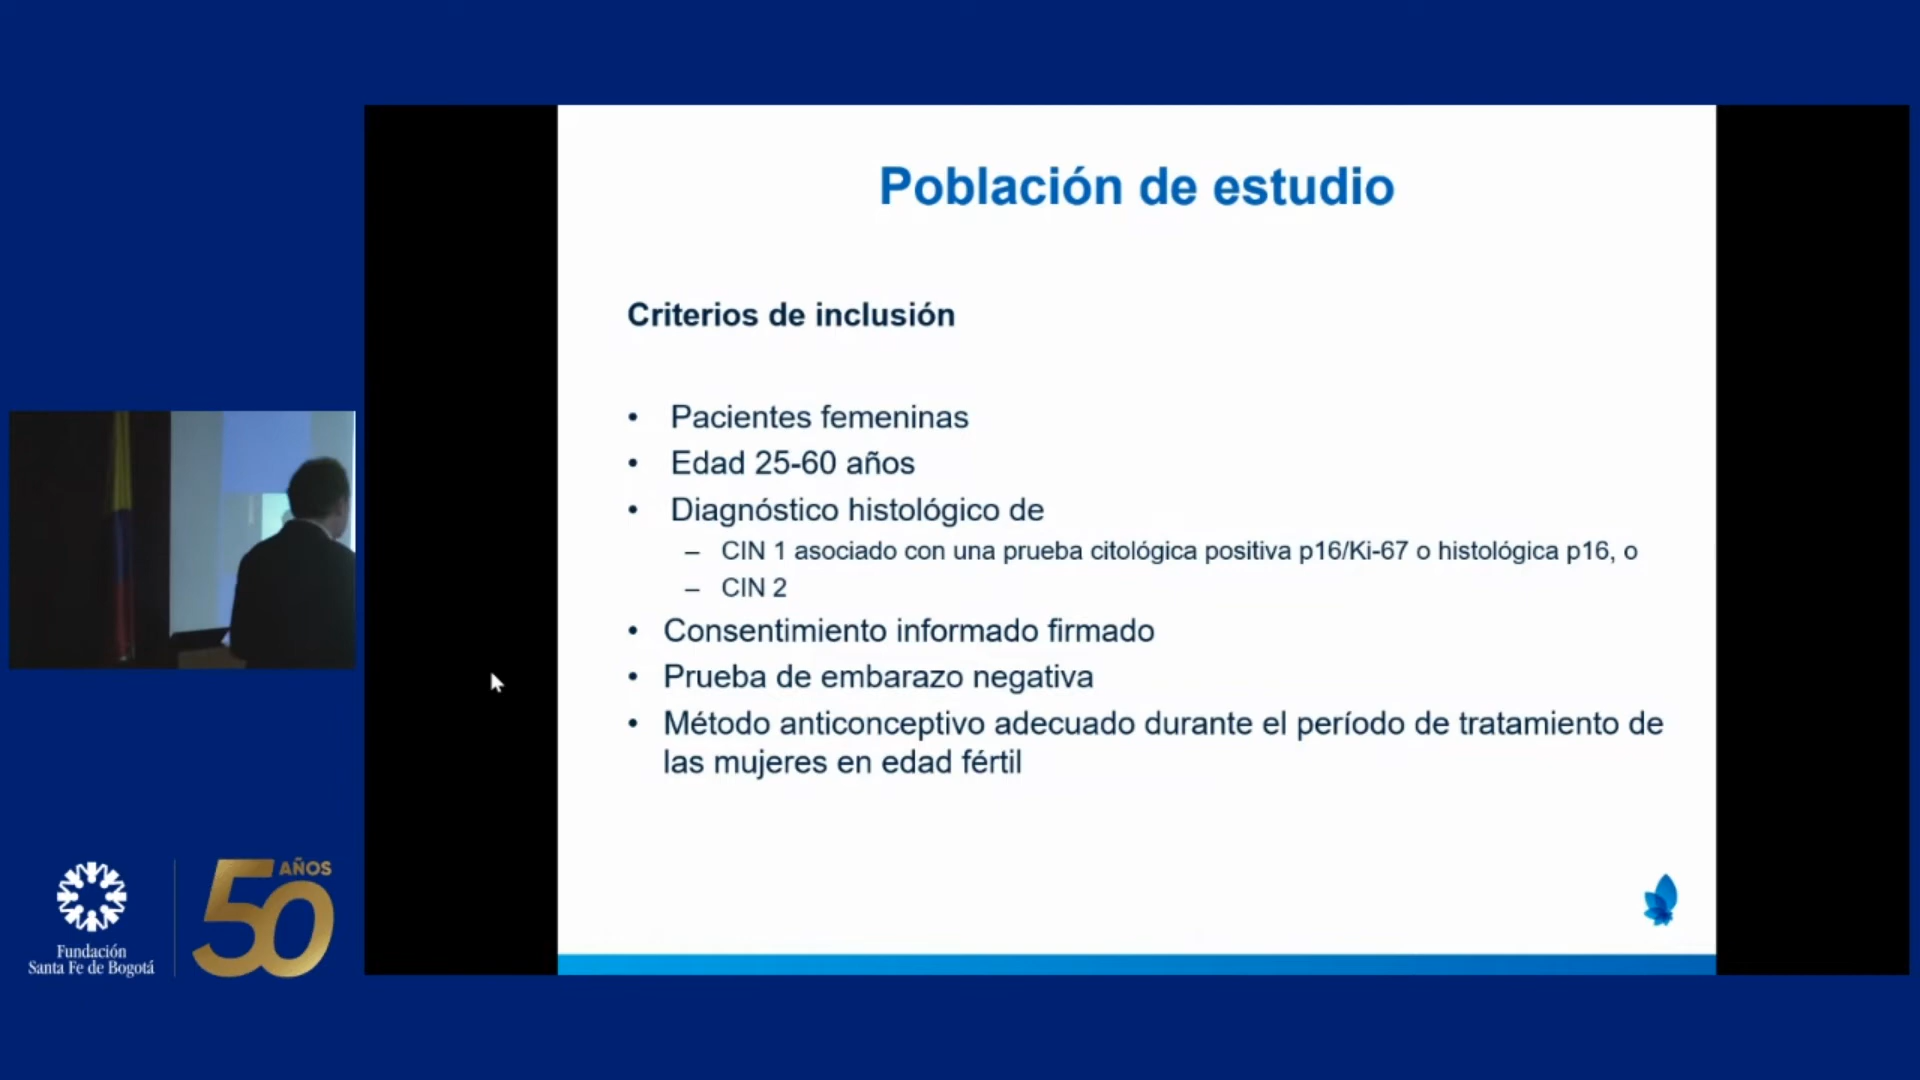 Población de estudio
Criterios de inclusión
• Pacientes femeninas
• Edad 25-60 años
• Diagnóstico histológico de
– CIN 1 asociado con una prueba citológica positiva p16/Ki-67 o histológica p16, o
– CIN 2
• Consentimiento informado firmado
• Prueba de embarazo negativa
• Método anticonceptivo adecuado durante el período de tratamiento de
las mujeres en edad fértil
Fundación
Santa Fe de Bogotá
50
AÑOS